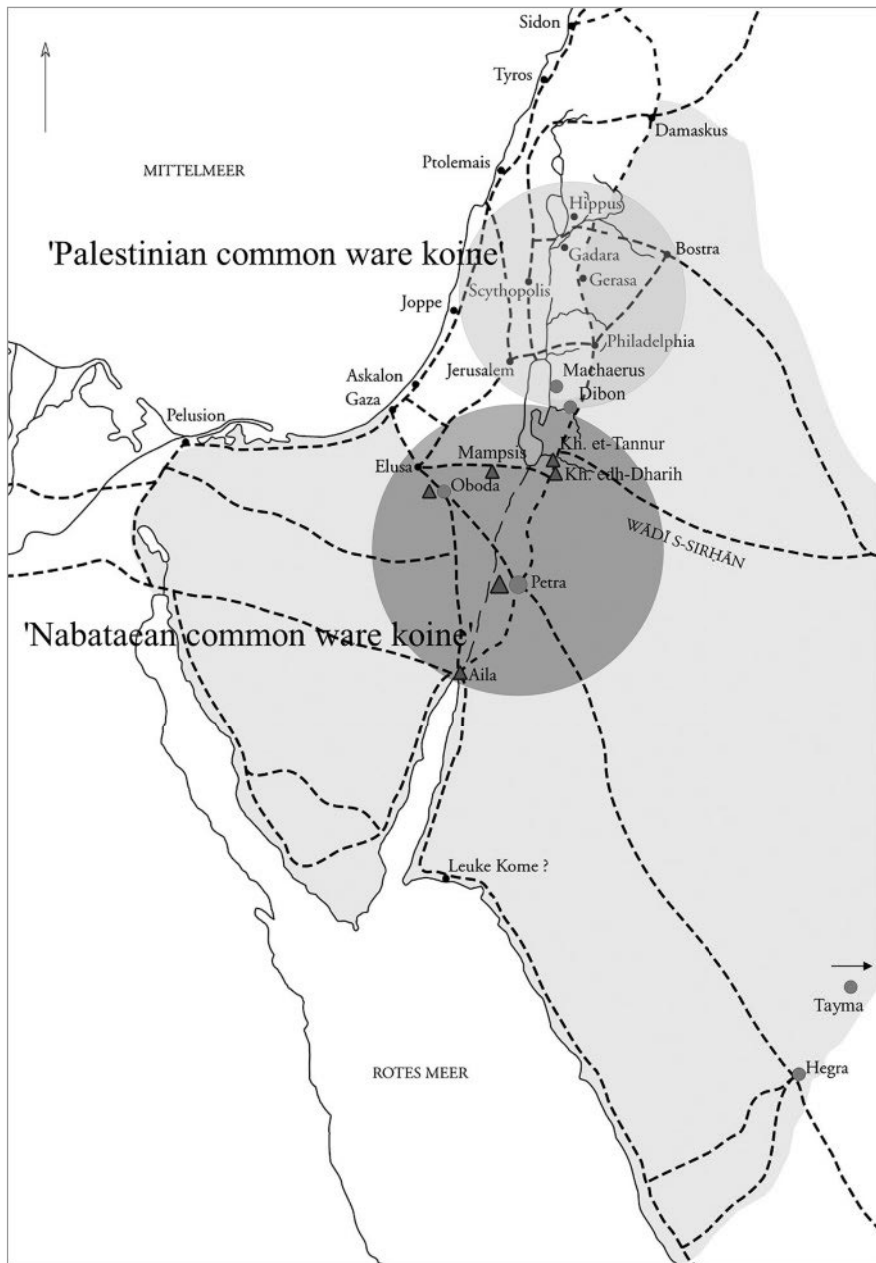 Sidon
Tyros
Damaskus
Ptolemais
MITTELMEER
Hippus
'Palestinian common ware koine'
Bostra
Gadara
Gerasa
Scythopolis
Joppe
Philadelphia
Jerusalem
Machaerus
Askalon
Dibon
Gaza
Pelusion
Kh. et-Tannur
Mampsis
Elusa
Kh. edh-Dharih
Oboda
WĀDI S-SIRḤĀN
Petra
'Nabataean common ware koine'
Aila
Leuke Kome ?
Tayma
Hegra
ROTES MEER